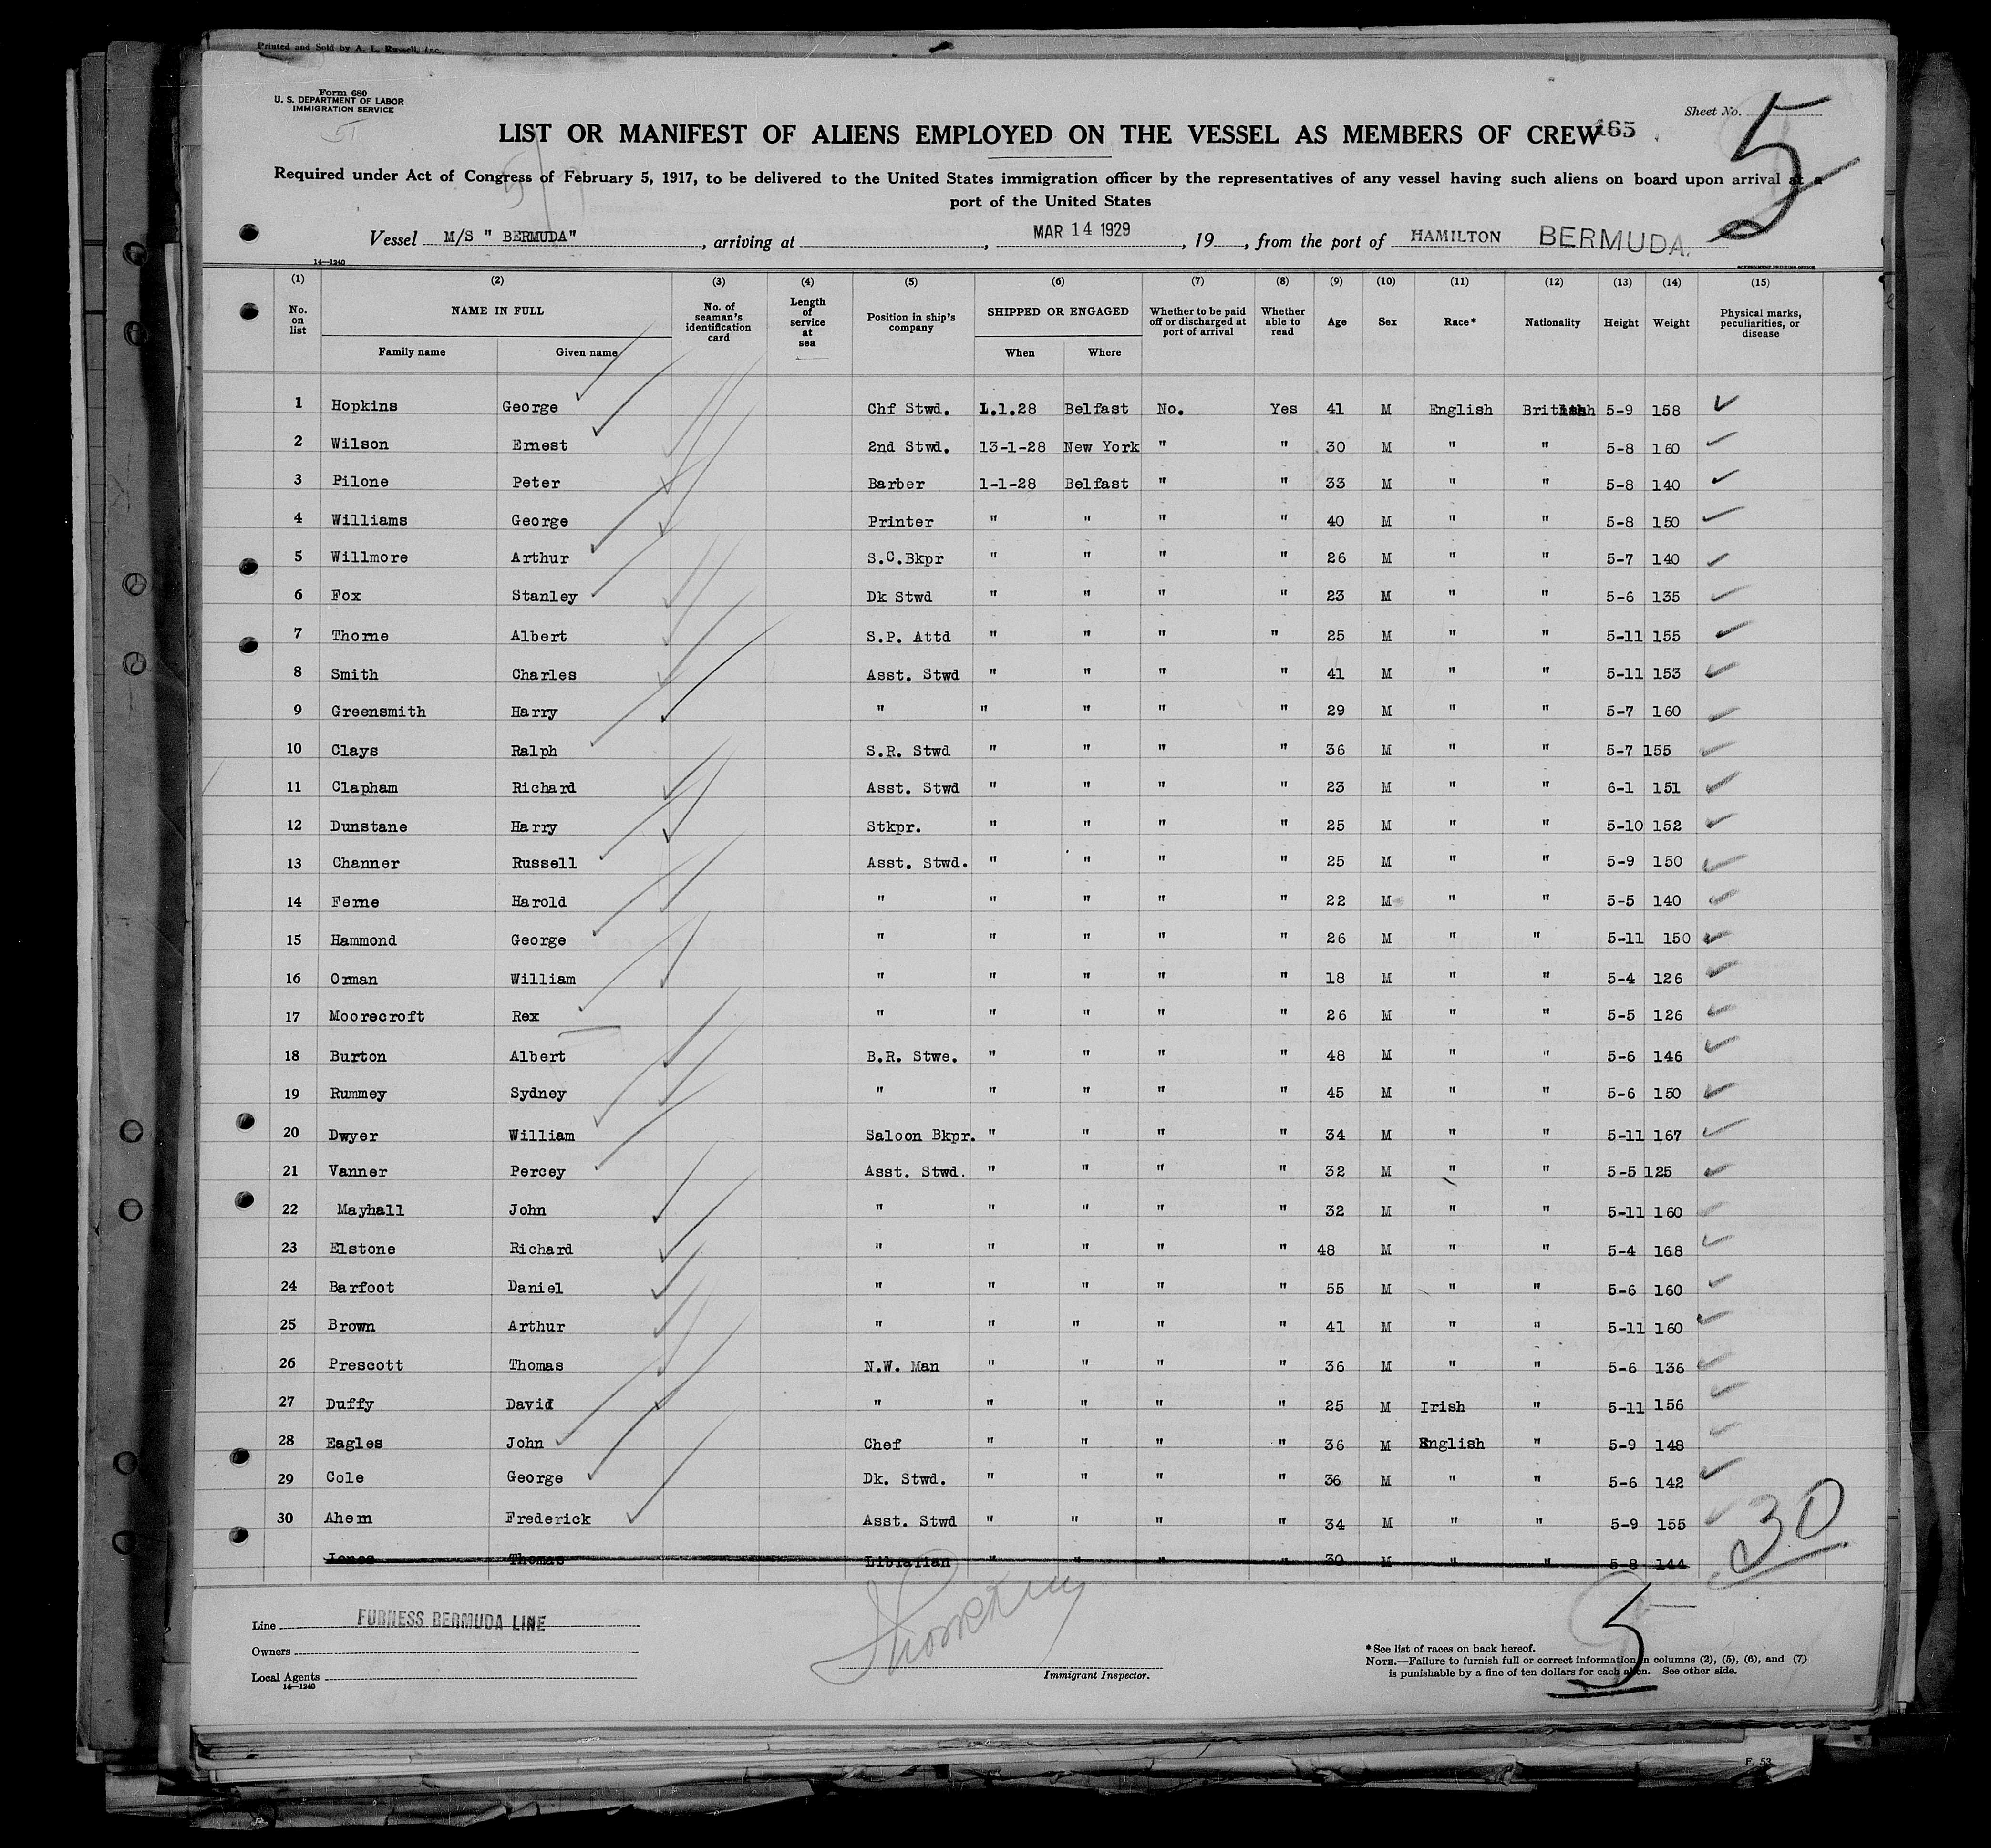 Printed and Sold by A. L. Russell, Inc.
Form 680
U. S. DEPARTMENT OF LABOR
IMMIGRATION SERVICE
Sheet No. 5
LIST OR MANIFEST OF ALIENS EMPLOYED ON THE VESSEL AS MEMBERS OF CREW 165
Required under Act of Congress of February 5, 1917, to be delivered to the United States immigration officer by the representatives of any vessel having such aliens on board upon arrival at a
port of the United States
Vessel M/S " BERMUDA" , arriving at , MAR 14 1929 , 19 , from the port of HAMILTON BERMUDA.
14—1240
GOVERNMENT PRINTING OFFICE
(1) (2) (3) (4) (5) (6) (7) (8) (9) (10) (11) (12) (13) (14) (15)
No. on list NAME IN FULL Family name Given name No. of seaman's identification card Length of service at sea Position in ship's company SHIPPED OR ENGAGED When Where Whether to be paid off or discharged at port of arrival Whether able to read Age Sex Race* Nationality Height Weight Physical marks, peculiarities, or disease
1 Hopkins George Chf Stwd. 1.1.28 Belfast No. Yes 41 M English British 5-9 158 ✓
2 Wilson Ernest 2nd Stwd. 13-1-28 New York " " 30 M " " 5-8 160 ✓
3 Pilone Peter Barber 1-1-28 Belfast " " 33 M " " 5-8 140 ✓
4 Williams George Printer " " " " 40 M " " 5-8 150 ✓
5 Willmore Arthur S.C.Bkpr " " " " 26 M " " 5-7 140 ✓
6 Fox Stanley Dk Stwd " " " " 23 M " " 5-6 135 ✓
7 Thorne Albert S.P. Attd " " " " 25 M " " 5-11 155 ✓
8 Smith Charles Asst. Stwd " " " " 41 M " " 5-11 153 ✓
9 Greensmith Harry " " " " " 29 M " " 5-7 160 ✓
10 Clays Ralph S.R. Stwd " " " " 36 M " " 5-7 155 ✓
11 Clapham Richard Asst. Stwd " " " " 23 M " " 6-1 151 ✓
12 Dunstane Harry Stkpr. " " " " 25 M " " 5-10 152 ✓
13 Channer Russell Asst. Stwd. " " " " 25 M " " 5-9 150 ✓
14 Ferne Harold " " " " " 22 M " " 5-5 140 ✓
15 Hammond George " " " " " 26 M " " 5-11 150 ✓
16 Orman William " " " " " 18 M " " 5-4 126 ✓
17 Moorecroft Rex " " " " " 26 M " " 5-5 126 ✓
18 Burton Albert B.R. Stwe. " " " " 48 M " " 5-6 146 ✓
19 Rummey Sydney " " " " " 45 M " " 5-6 150 ✓
20 Dwyer William Saloon Bkpr. " " " " 34 M " " 5-11 167 ✓
21 Vanner Percey Asst. Stwd. " " " " 32 M " " 5-5 125 ✓
22 Mayhall John " " " " " 32 M " " 5-11 160 ✓
23 Elstone Richard " " " " " 48 M " " 5-4 168 ✓
24 Barfoot Daniel " " " " " 55 M " " 5-6 160 ✓
25 Brown Arthur " " " " " 41 M " " 5-11 160 ✓
26 Prescott Thomas N.W. Man " " " " 36 M " " 5-6 136 ✓
27 Duffy David " " " " " 25 M Irish " 5-11 156 ✓
28 Eagles John Chef " " " " 36 M English " 5-9 148 ✓
29 Cole George Dk. Stwd. " " " " 36 M " " 5-6 142 ✓
30 Ahern Frederick Asst. Stwd " " " " 34 M " " 5-9 155 ✓
Jones Thomas Librarian " " " " 30 M " " 5-8 144
30
Line FURNESS BERMUDA LINE
Owners
Local Agents
14—1240
Immigrant Inspector.
5
*See list of races on back hereof.
NOTE.—Failure to furnish full or correct information in columns (2), (5), (6), and (7)
is punishable by a fine of ten dollars for each alien. See other side.
F. 53